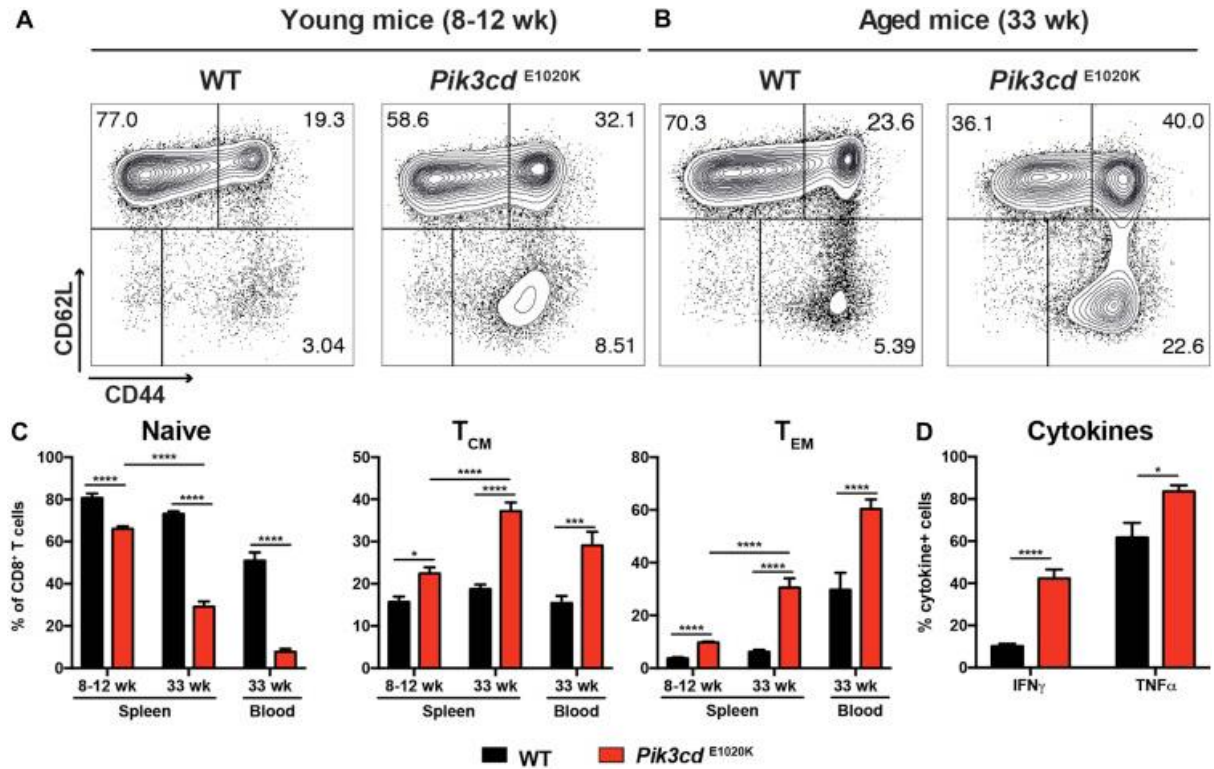 A Young mice (8-12 wk) B Aged mice (33 wk)
WT Pik3cd E1020K WT Pik3cd E1020K
77.0 19.3 58.6 32.1 70.3 23.6 36.1 40.0
3.04 8.51 5.39 22.6
CD62L
CD44
C Naive T CM T EM D Cytokines
% of CD8+ T cells
100
80
60
40
20
0
**** **** **** ****
8-12 wk 33 wk 33 wk
Spleen Blood
50
40
30
20
10
0
* **** **** ***
8-12 wk 33 wk 33 wk
Spleen Blood
80
60
40
20
0
**** **** **** ****
8-12 wk 33 wk 33 wk
Spleen Blood
% cytokine+ cells
100
80
60
40
20
0
**** *
IFNγ TNFα
WT Pik3cd E1020K